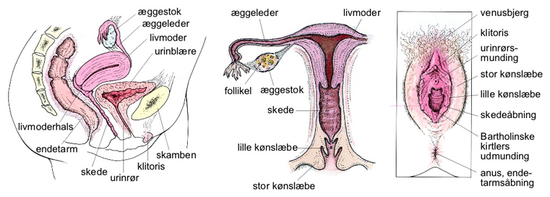 æggestok
æggeleder
livmoder
urinblære
livmoderhals
endetarm
skede
urinrør
klitoris
skamben
æggeleder
livmoder
follikel
æggestok
skede
lille kønslæbe
stor kønslæbe
venusbjerg
klitoris
urinrørs-
munding
stor kønslæbe
lille kønslæbe
skedeåbning
Bartholinske
kirtlers
udmunding
anus, ende-
tarmsåbning